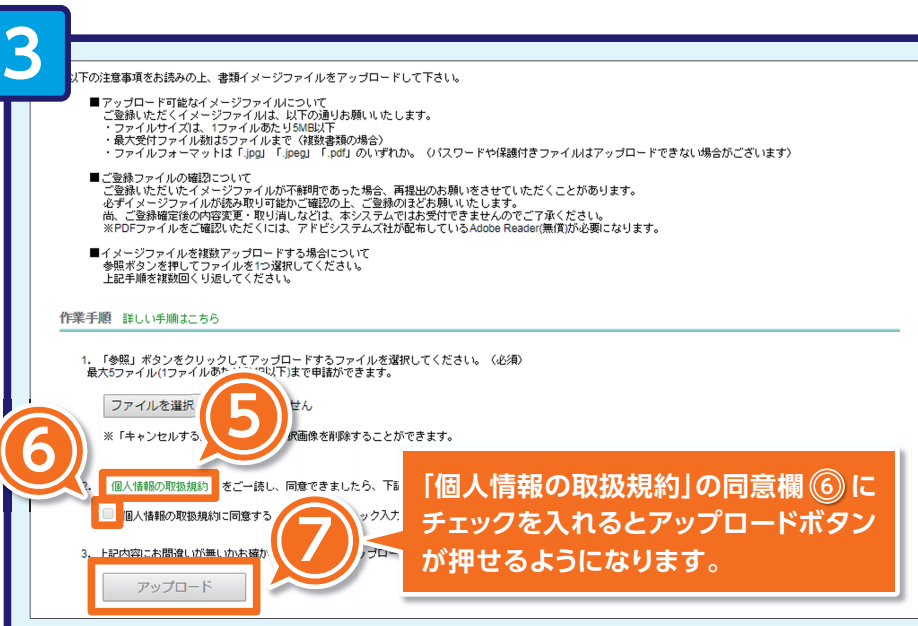 3
以下の注意事項をお読みの上、書類イメージファイルをアップロードして下さい。
■アップロード可能なイメージファイルについて
ご登録いただくイメージファイルは、以下の通りお願いいたします。
・ファイルサイズは、1ファイルあたり5MB以下
・最大受付ファイル数は5ファイルまで（複数書類の場合）
・ファイルフォーマットは「.jpg」「.jpeg」「.pdf」のいずれか。（パスワードや保護付きファイルはアップロードできない場合がございます）
■ご登録ファイルの確認について
ご登録いただいたイメージファイルが不鮮明であった場合、再提出のお願いをさせていただくことがあります。
必ずイメージファイルが読み取り可能かご確認の上、ご登録のほどお願いいたします。
尚、ご登録確定後の内容変更・取り消しなどは、本システムではお受付できませんのでご了承ください。
※PDFファイルをご確認いただくには、アドビシステムズ社が配布しているAdobe Reader(無償)が必要になります。
■イメージファイルを複数アップロードする場合について
参照ボタンを押してファイルを1つ選択してください。
上記手順を複数回くり返してください。
作業手順 詳しい手順はこちら
1. 「参照」ボタンをクリックしてアップロードするファイルを選択してください。（必須）
最大5ファイル(1ファイルあた MB以下)まで申請ができます。
ファイルを選択 せん
5
※「キャンセルする 択画像を削除することができます。
6
2. 個人情報の取扱規約 をご一読し、同意できましたら、下
個人情報の取扱規約に同意する ック入力
7
3. 上記内容にお間違いが無いかお確か ップロー
アップロード
「個人情報の取扱規約」の同意欄⑥に
チェックを入れるとアップロードボタン
が押せるようになります。